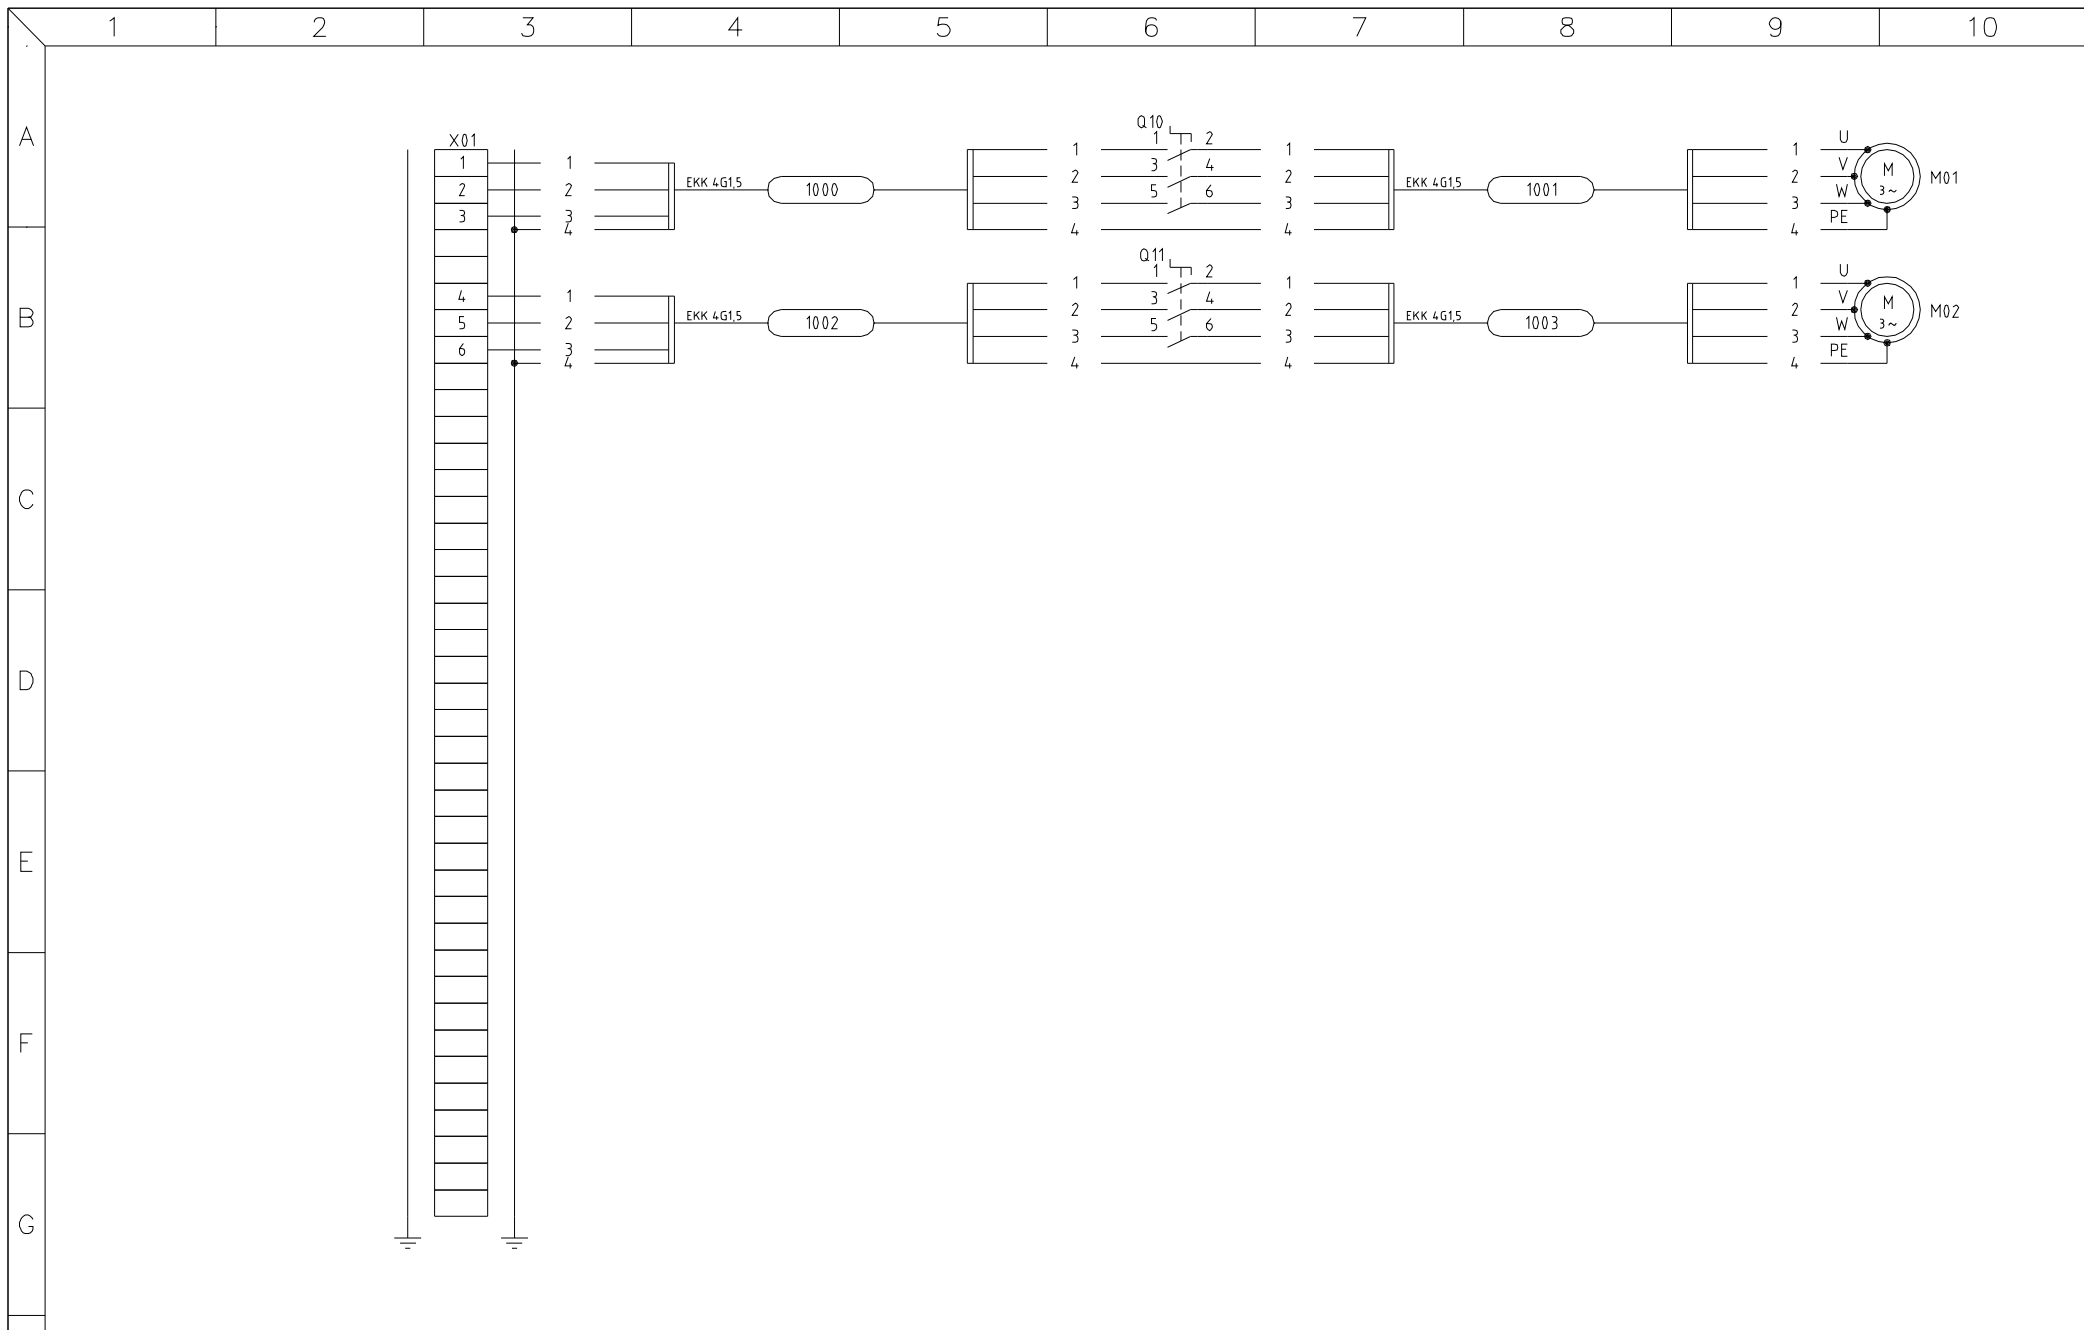 1 2 3 4 5 6 7 8 9 10
A
Q10
X01
1 2 U
1 1 1 1 1
3 4 V M M01
2 2 EKK 4G1,5 1000 2 2 EKK 4G1,5 1001 2 3~
5 6 W
3 3 3 3 3
PE
4 4 4 4
Q11
1 2 U
B
4 1 1 1 1
3 4 V M M02
5 2 EKK 4G1,5 1002 2 2 EKK 4G1,5 1003 2 3~
5 6 W
6 3 3 3 3
PE
4 4 4 4
C
D
E
F
G